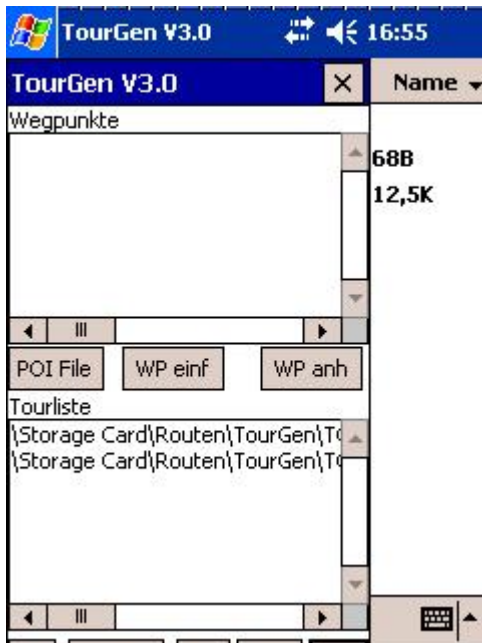 TourGen V3.0 16:55
TourGen V3.0
Name
Wegpunkte
68B
12,5K
POI File WP einf WP anh
Tourliste
\Storage Card\Routen\TourGen\
\Storage Card\Routen\TourGen\